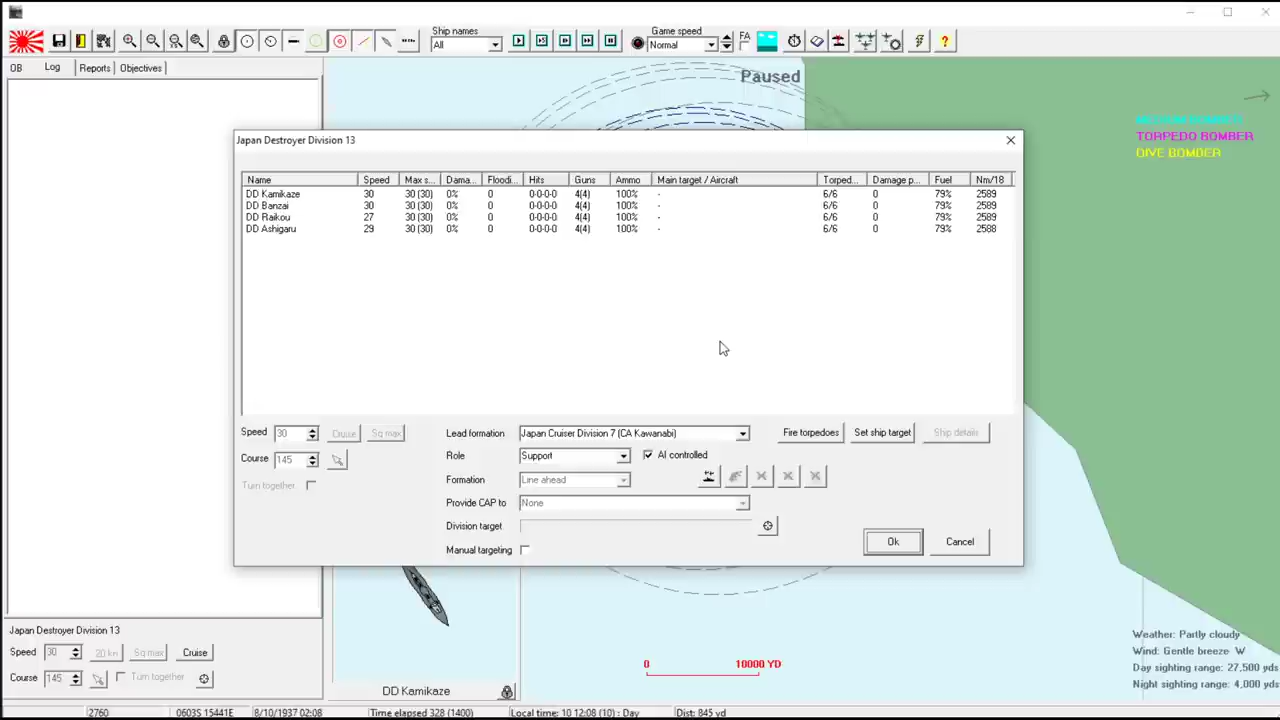 Ship names
Game speed
All
Normal
FA
OB
Log
Reports
Objectives
Paused
TORPEDO BOMBER
DIVE BOMBER
Japan Destroyer Division 13
Name Speed Max s... Dama... Floodi... Hits Guns Ammo Main target / Aircraft Torped... Damage p... Fuel Nm/18
DD Kamikaze 30 30 (30) 0% 0 0-0-0-0 4(4) 100% - 6/6 0 79% 2589
DD Banzai 30 30 (30) 0% 0 0-0-0-0 4(4) 100% - 6/6 0 79% 2589
DD Raikou 27 30 (30) 0% 0 0-0-0-0 4(4) 100% - 6/6 0 79% 2589
DD Ashigaru 29 30 (30) 0% 0 0-0-0-0 4(4) 100% - 6/6 0 79% 2588
Speed 30 Cruise Sq max
Course 145
Turn together
Lead formation Japan Cruiser Division 7 (CA Kawanabi)
Fire torpedoes Set ship target Ship details
Role Support
AI controlled
Formation Line ahead
Provide CAP to None
Division target
Manual targeting
Ok Cancel
Japan Destroyer Division 13
Speed 30 20 kn Sq max Cruise
Course 145 Turn together
DD Kamikaze
0 10000 YD
Weather: Partly cloudy
Wind: Gentle breeze W
Day sighting range: 27,500 yds
Night sighting range: 4,000 yds
2760 0603S 15441E 8/10/1937 02:08 Time elapsed 328 (1400) Local time: 10 12:08 (10) : Day Dist: 845 yd